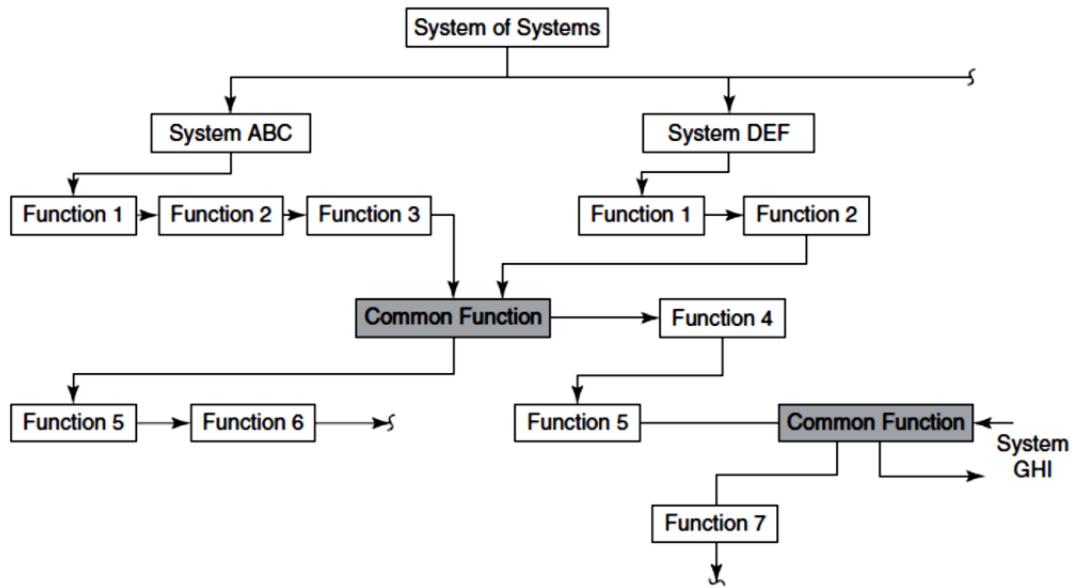 System of Systems
System ABC
System DEF
Function 1
Function 2
Function 3
Function 1
Function 2
Common Function
Function 4
Function 5
Function 6
Function 5
Common Function
System
GHI
Function 7